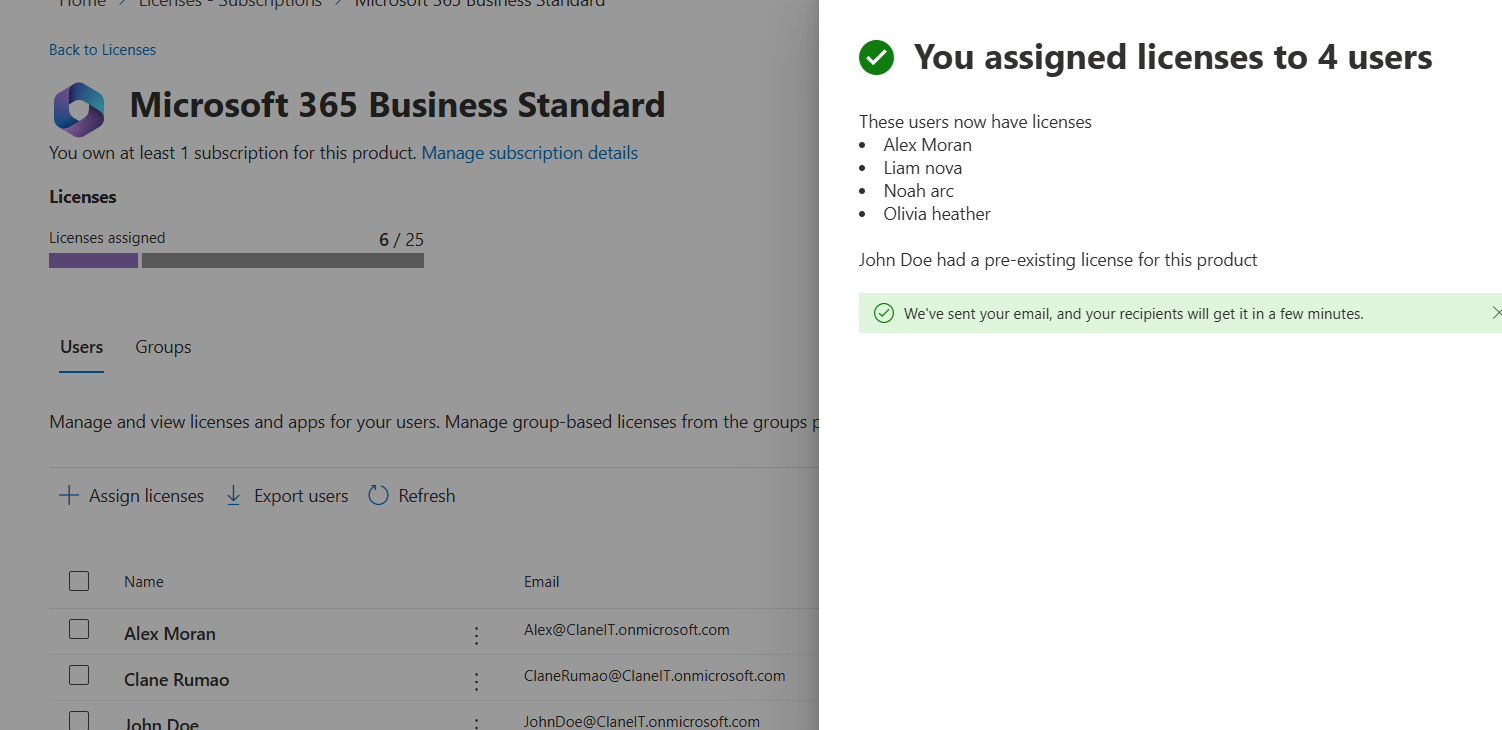 Home > Licenses - Subscriptions > Microsoft 365 Business Standard
Back to Licenses
Microsoft 365 Business Standard
You own at least 1 subscription for this product. Manage subscription details
Licenses
Licenses assigned 6 / 25
Users Groups
Manage and view licenses and apps for your users. Manage group-based licenses from the groups
Assign licenses Export users Refresh
Name Email
Alex Moran Alex@ClaneIT.onmicrosoft.com
Clane Rumao ClaneRumao@ClaneIT.onmicrosoft.com
John Doe JohnDoe@ClaneIT.onmicrosoft.com
You assigned licenses to 4 users
These users now have licenses
• Alex Moran
• Liam nova
• Noah arc
• Olivia heather
John Doe had a pre-existing license for this product
We've sent your email, and your recipients will get it in a few minutes.